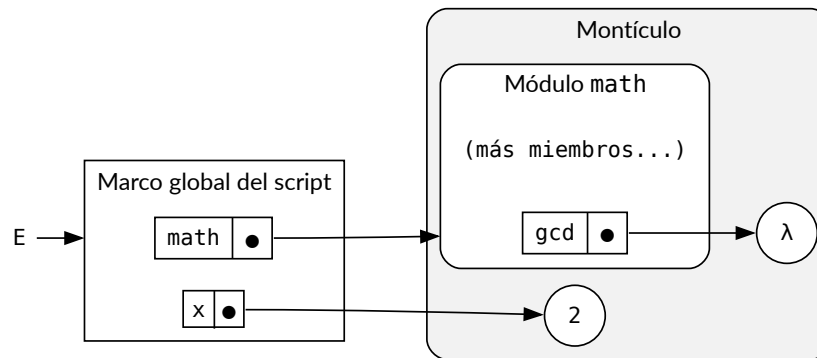 Montículo
Módulo math
(más miembros...)
Marco global del script
E
math
gcd
λ
x
2